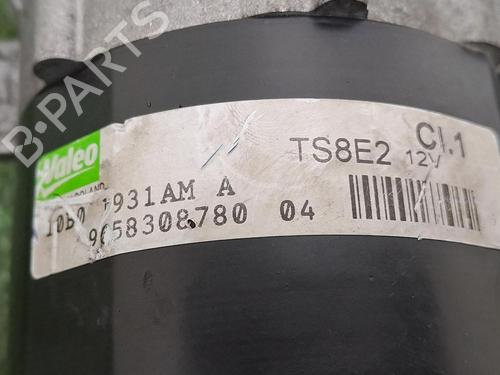 B-PARTS
Valeo
TS8E2 12V CI.1
1931AM A
9658308780 04